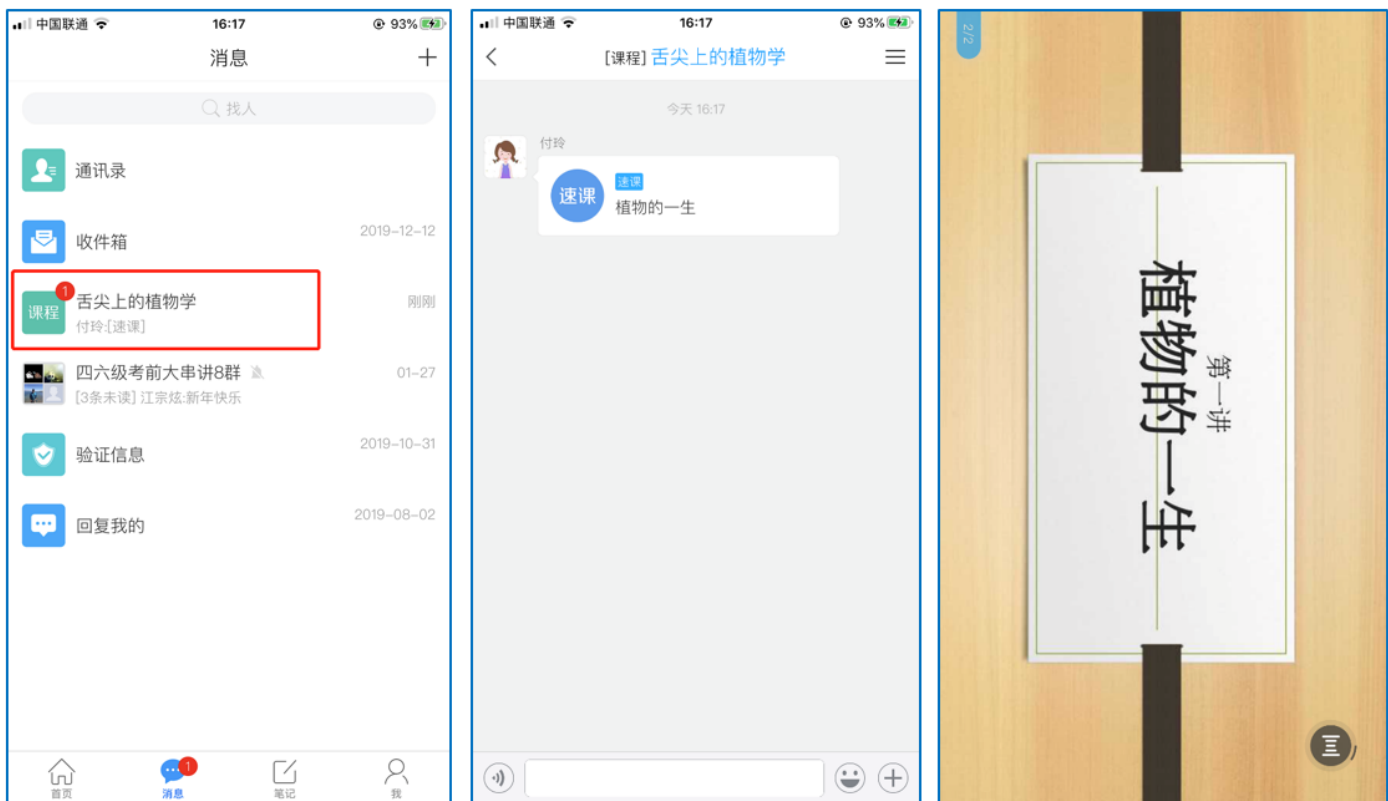 中国联通
16:17
93%
消息
找人
通讯录
收件箱
2019-12-12
课程
1
舌尖上的植物学
刚刚
付玲:[速课]
四六级考前大串讲8群
01-27
[3条未读] 江宗炫:新年快乐
验证信息
2019-10-31
回复我的
2019-08-02
1
首页
消息
笔记
我
中国联通
16:17
93%
[课程] 舌尖上的植物学
今天 16:17
付玲
速课
速课
植物的一生
2/2
第一讲
植物的一生